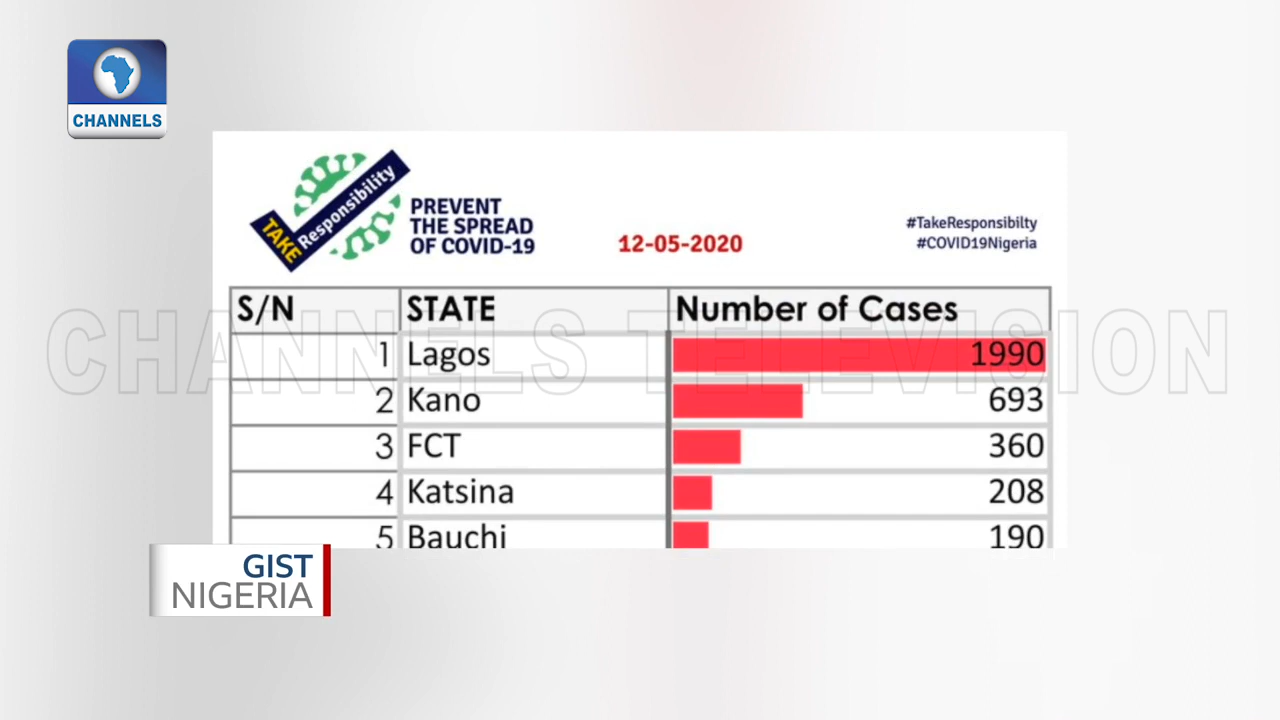 CHANNELS
TAKE Responsibility
PREVENT
THE SPREAD
OF COVID-19
12-05-2020
#TakeResponsibilty
#COVID19Nigeria
S/N STATE Number of Cases
CHANNELS TELEVISION
1 Lagos 1990
2 Kano 693
3 FCT 360
4 Katsina 208
5 Bauchi 190
GIST
NIGERIA